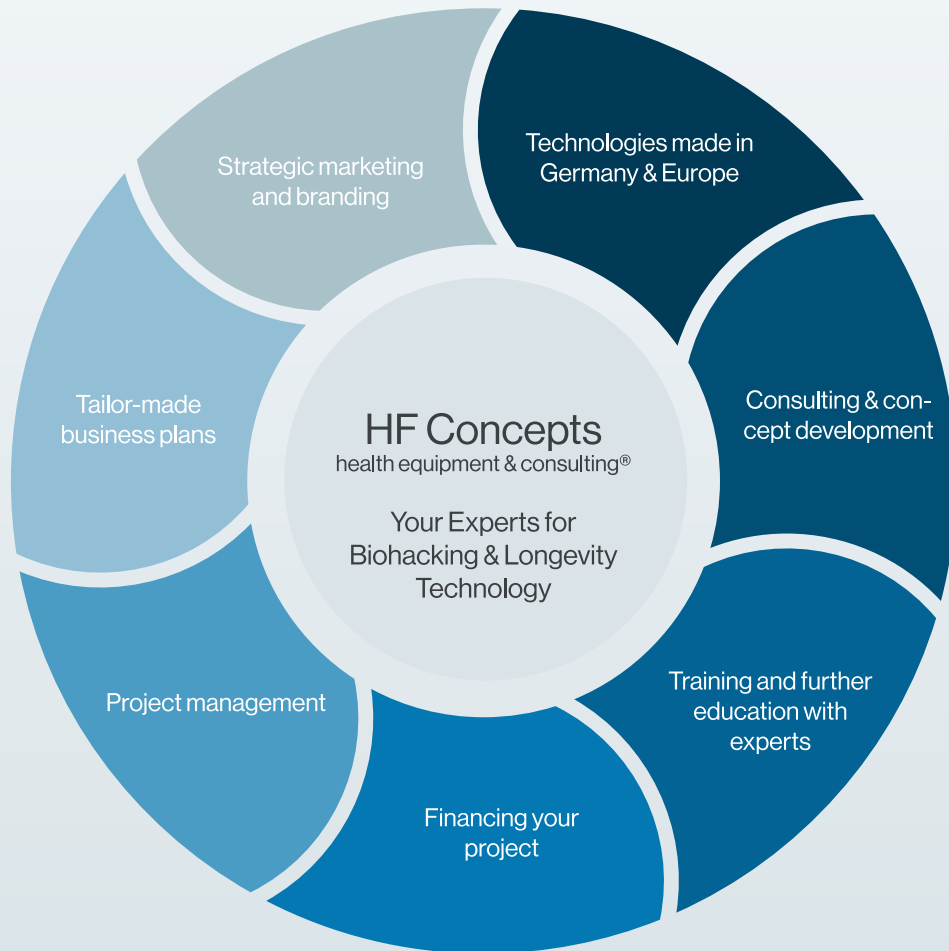 Technologies made in
Germany & Europe
Consulting & con-
cept development
Training and further
education with
experts
Financing your
project
Project management
Tailor-made
business plans
Strategic marketing
and branding
HF Concepts
health equipment & consulting®
Your Experts for
Biohacking & Longevity
Technology